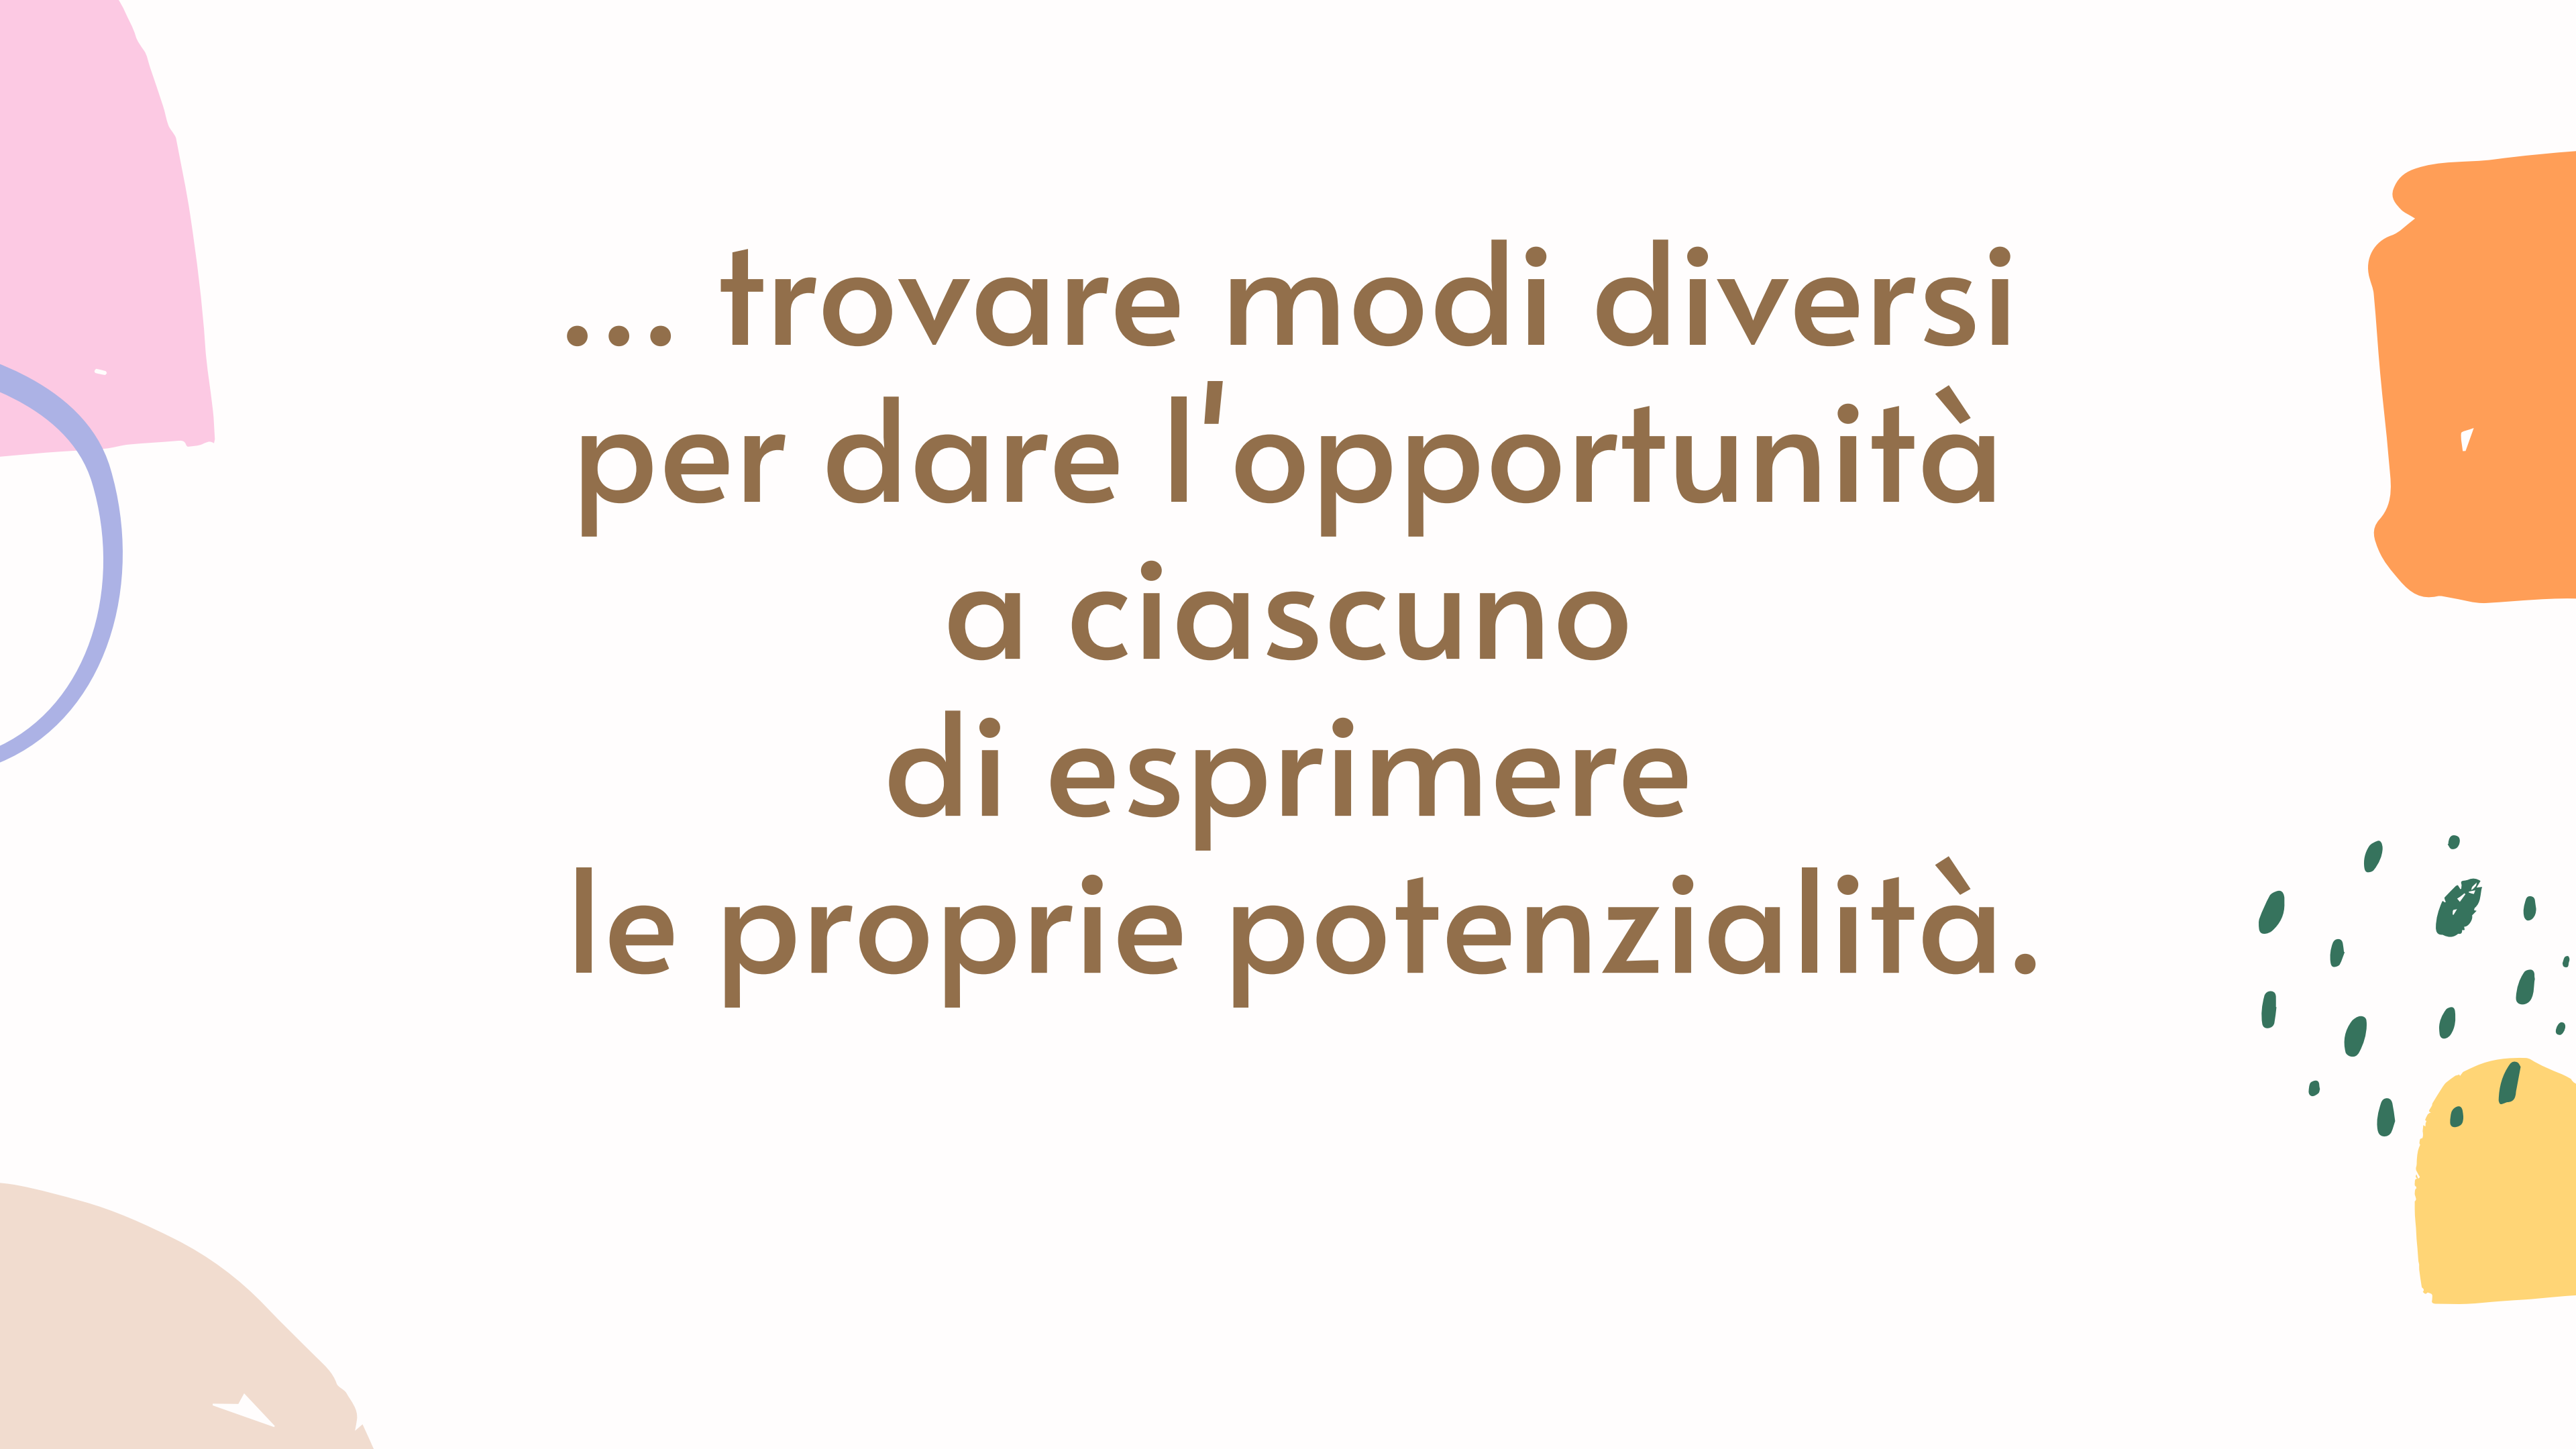 ... trovare modi diversi
per dare l'opportunità
a ciascuno
di esprimere
le proprie potenzialità.